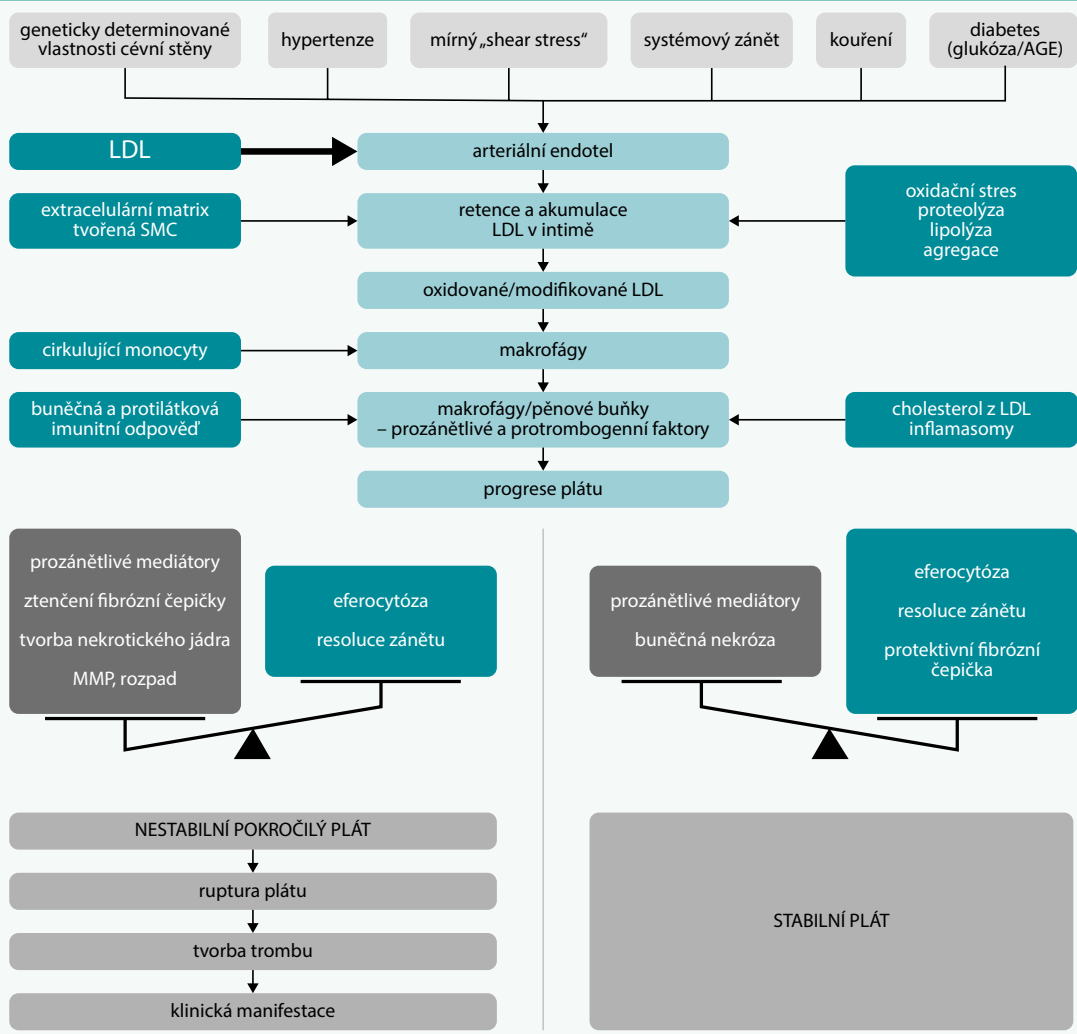 geneticky determinované
vlastnosti cévní stěny
hypertenze
mírný „shear stress“
systémový zánět
kouření
diabetes
(glukóza/AGE)
LDL
arteriální endotel
extracelulární matrix
tvořená SMC
retence a akumulace
LDL v intimě
oxidační stres
proteolýza
lipolýza
agregace
oxidované/modifikované LDL
cirkulující monocyty
makrofágy
buněčná a protilátková
imunitní odpověď
makrofágy/pěnové buňky
– prozánětlivé a protrombogenní faktory
cholesterol z LDL
inflamasomy
progrese plátu
prozánětlivé mediátory
ztenčení fibrózní čepičky
tvorba nekrotického jádra
MMP, rozpad
eferocytóza
resoluce zánětu
prozánětlivé mediátory
buněčná nekróza
eferocytóza
resoluce zánětu
protektivní fibrózní
čepička
NESTABILNÍ POKROČILÝ PLÁT
ruptura plátu
tvorba trombu
klinická manifestace
STABILNÍ PLÁT